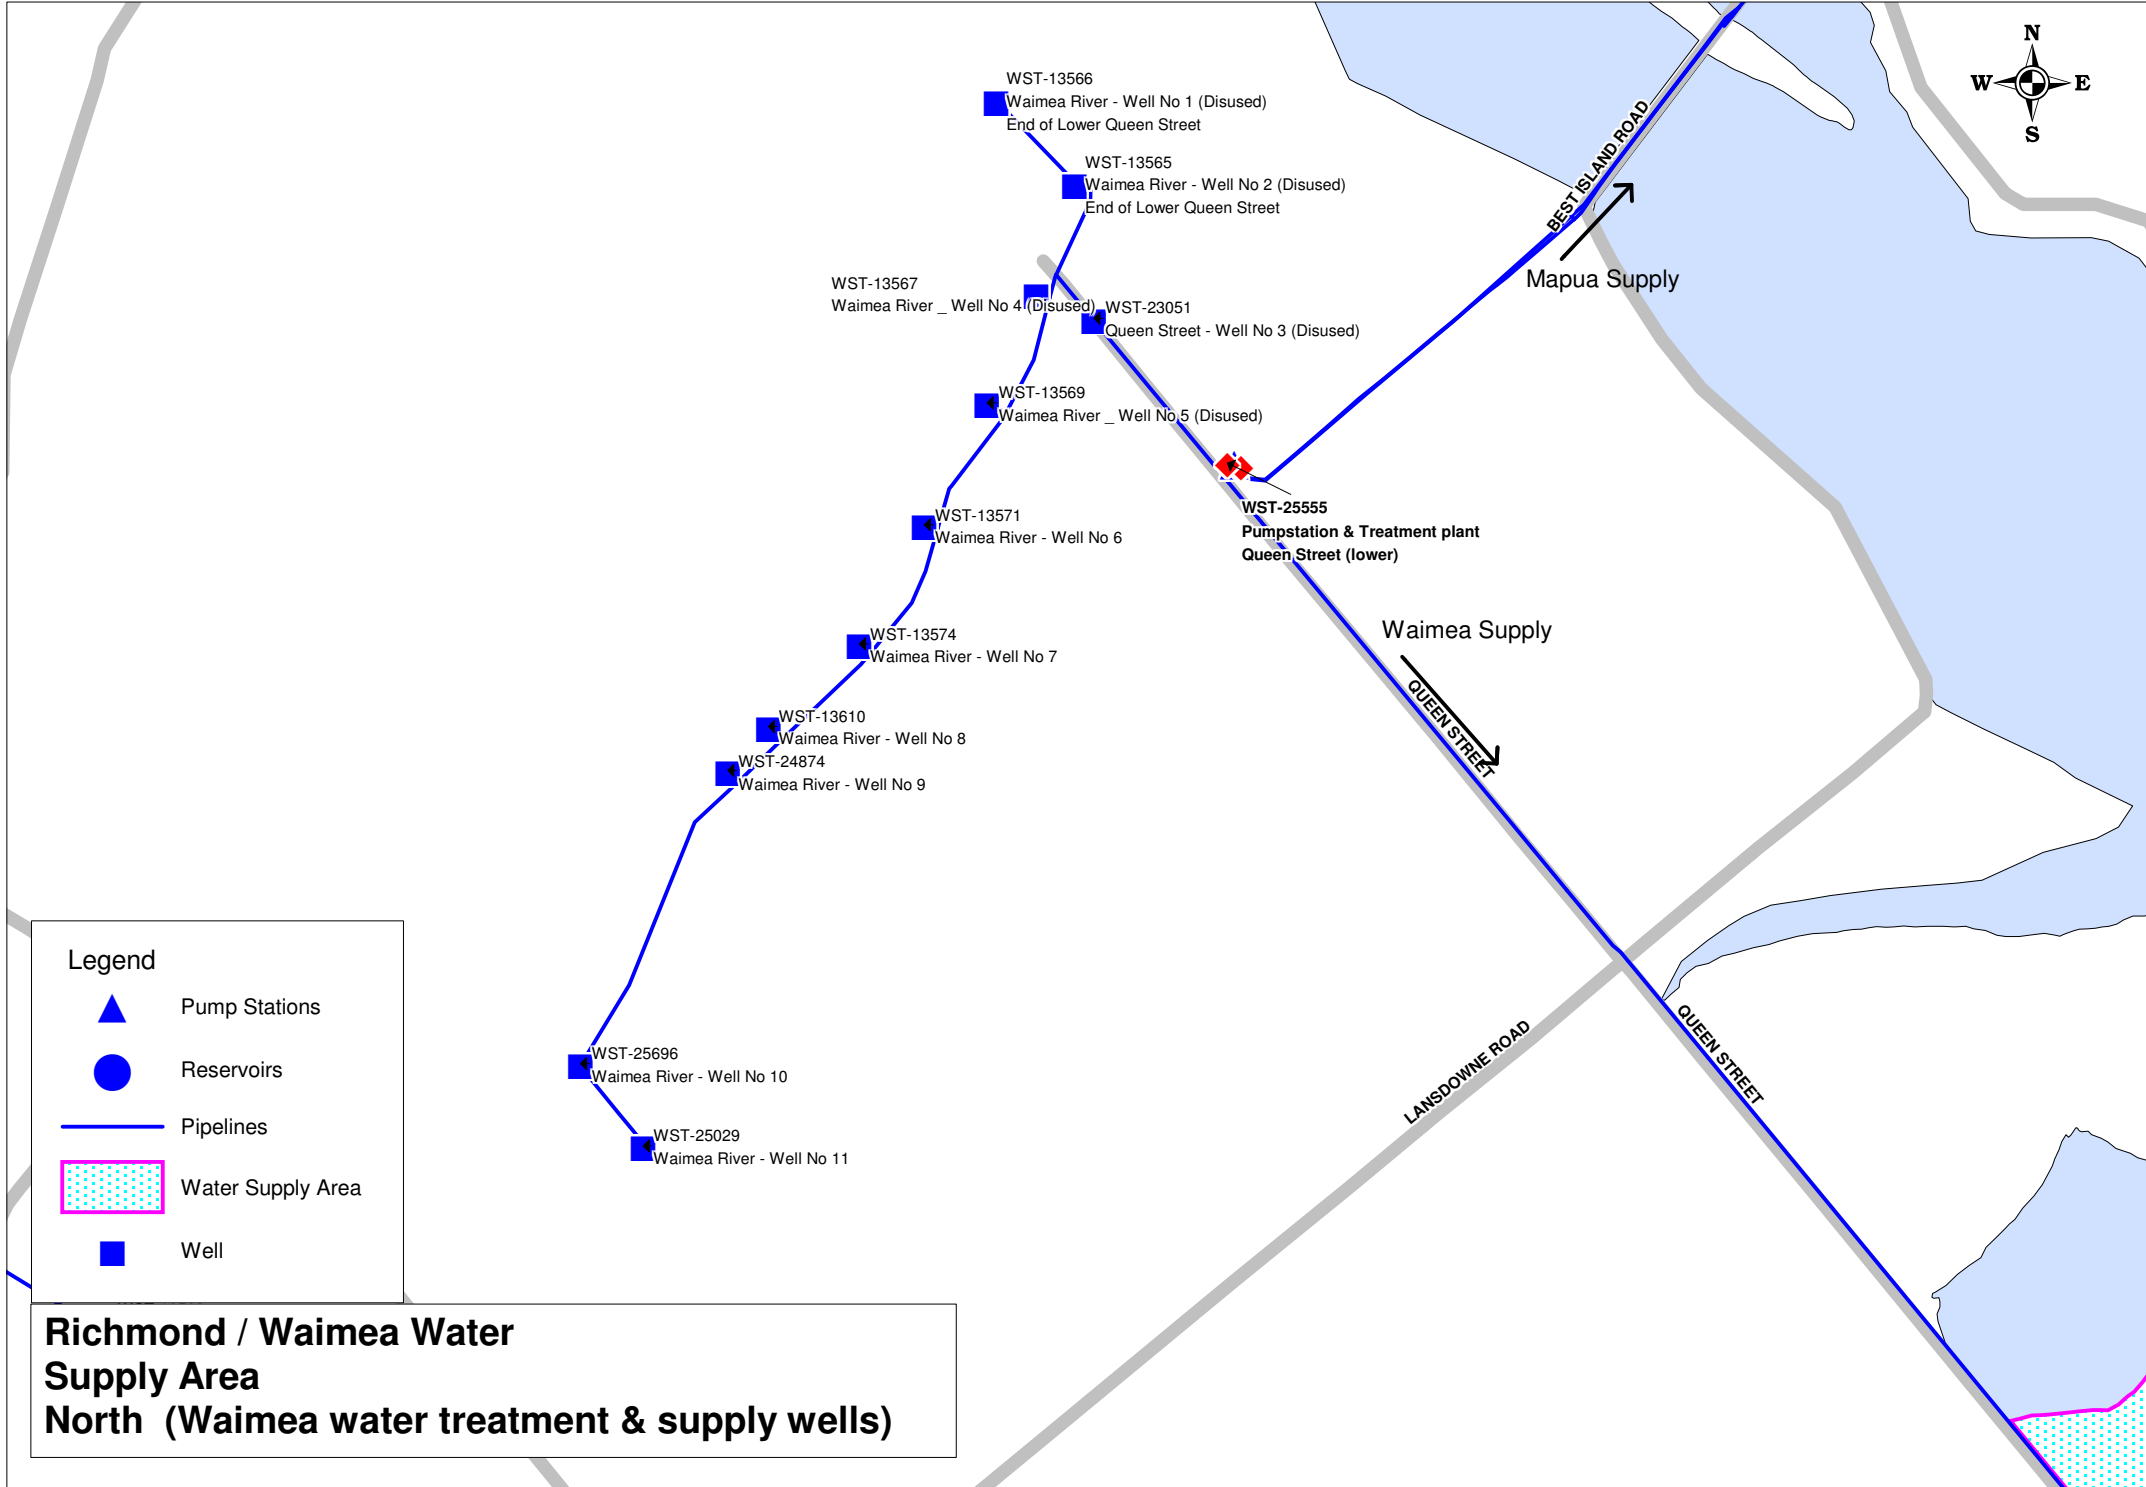 N
W E
S
WST-13566
Waimea River - Well No 1 (Disused)
End of Lower Queen Street
WST-13565
Waimea River - Well No 2 (Disused)
End of Lower Queen Street
BEST ISLAND ROAD
Mapua Supply
WST-13567
Waimea River _ Well No 4 (Disused)
WST-23051
Queen Street - Well No 3 (Disused)
WST-13569
Waimea River _ Well No 5 (Disused)
WST-25555
Pumpstation & Treatment plant
Queen Street (lower)
WST-13571
Waimea River - Well No 6
Waimea Supply
QUEEN STREET
WST-13574
Waimea River - Well No 7
WST-13610
Waimea River - Well No 8
WST-24874
Waimea River - Well No 9
WST-25696
Waimea River - Well No 10
WST-25029
Waimea River - Well No 11
LANSDOWNE ROAD
QUEEN STREET
Legend
Pump Stations
Reservoirs
Pipelines
Water Supply Area
Well
Richmond / Waimea Water
Supply Area
North (Waimea water treatment & supply wells)